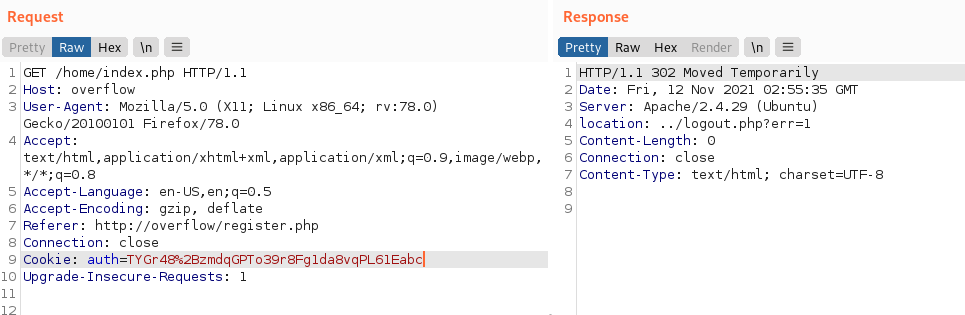 Request
Pretty Raw Hex \n ≡
1 GET /home/index.php HTTP/1.1
2 Host: overflow
3 User-Agent: Mozilla/5.0 (X11; Linux x86_64; rv:78.0)
Gecko/20100101 Firefox/78.0
4 Accept:
text/html,application/xhtml+xml,application/xml;q=0.9,image/webp,
*/*;q=0.8
5 Accept-Language: en-US,en;q=0.5
6 Accept-Encoding: gzip, deflate
7 Referer: http://overflow/register.php
8 Connection: close
9 Cookie: auth=TYGr48%2BzmdqGPTo39r8Fg1da8vqPL61Eabc
10 Upgrade-Insecure-Requests: 1
11
12
Response
Pretty Raw Hex Render \n ≡
1 HTTP/1.1 302 Moved Temporarily
2 Date: Fri, 12 Nov 2021 02:55:35 GMT
3 Server: Apache/2.4.29 (Ubuntu)
4 location: ../logout.php?err=1
5 Content-Length: 0
6 Connection: close
7 Content-Type: text/html; charset=UTF-8
8
9